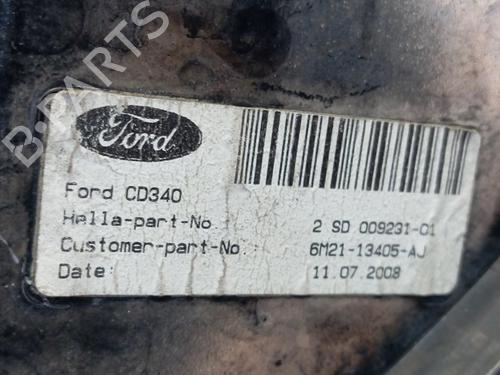 B-PARTS
Ford
Ford CD340
Hella-part-No.: 2 SD 009231-01
Customer-part-No.: 6M21-13405-AJ
Date: 11.07.2008